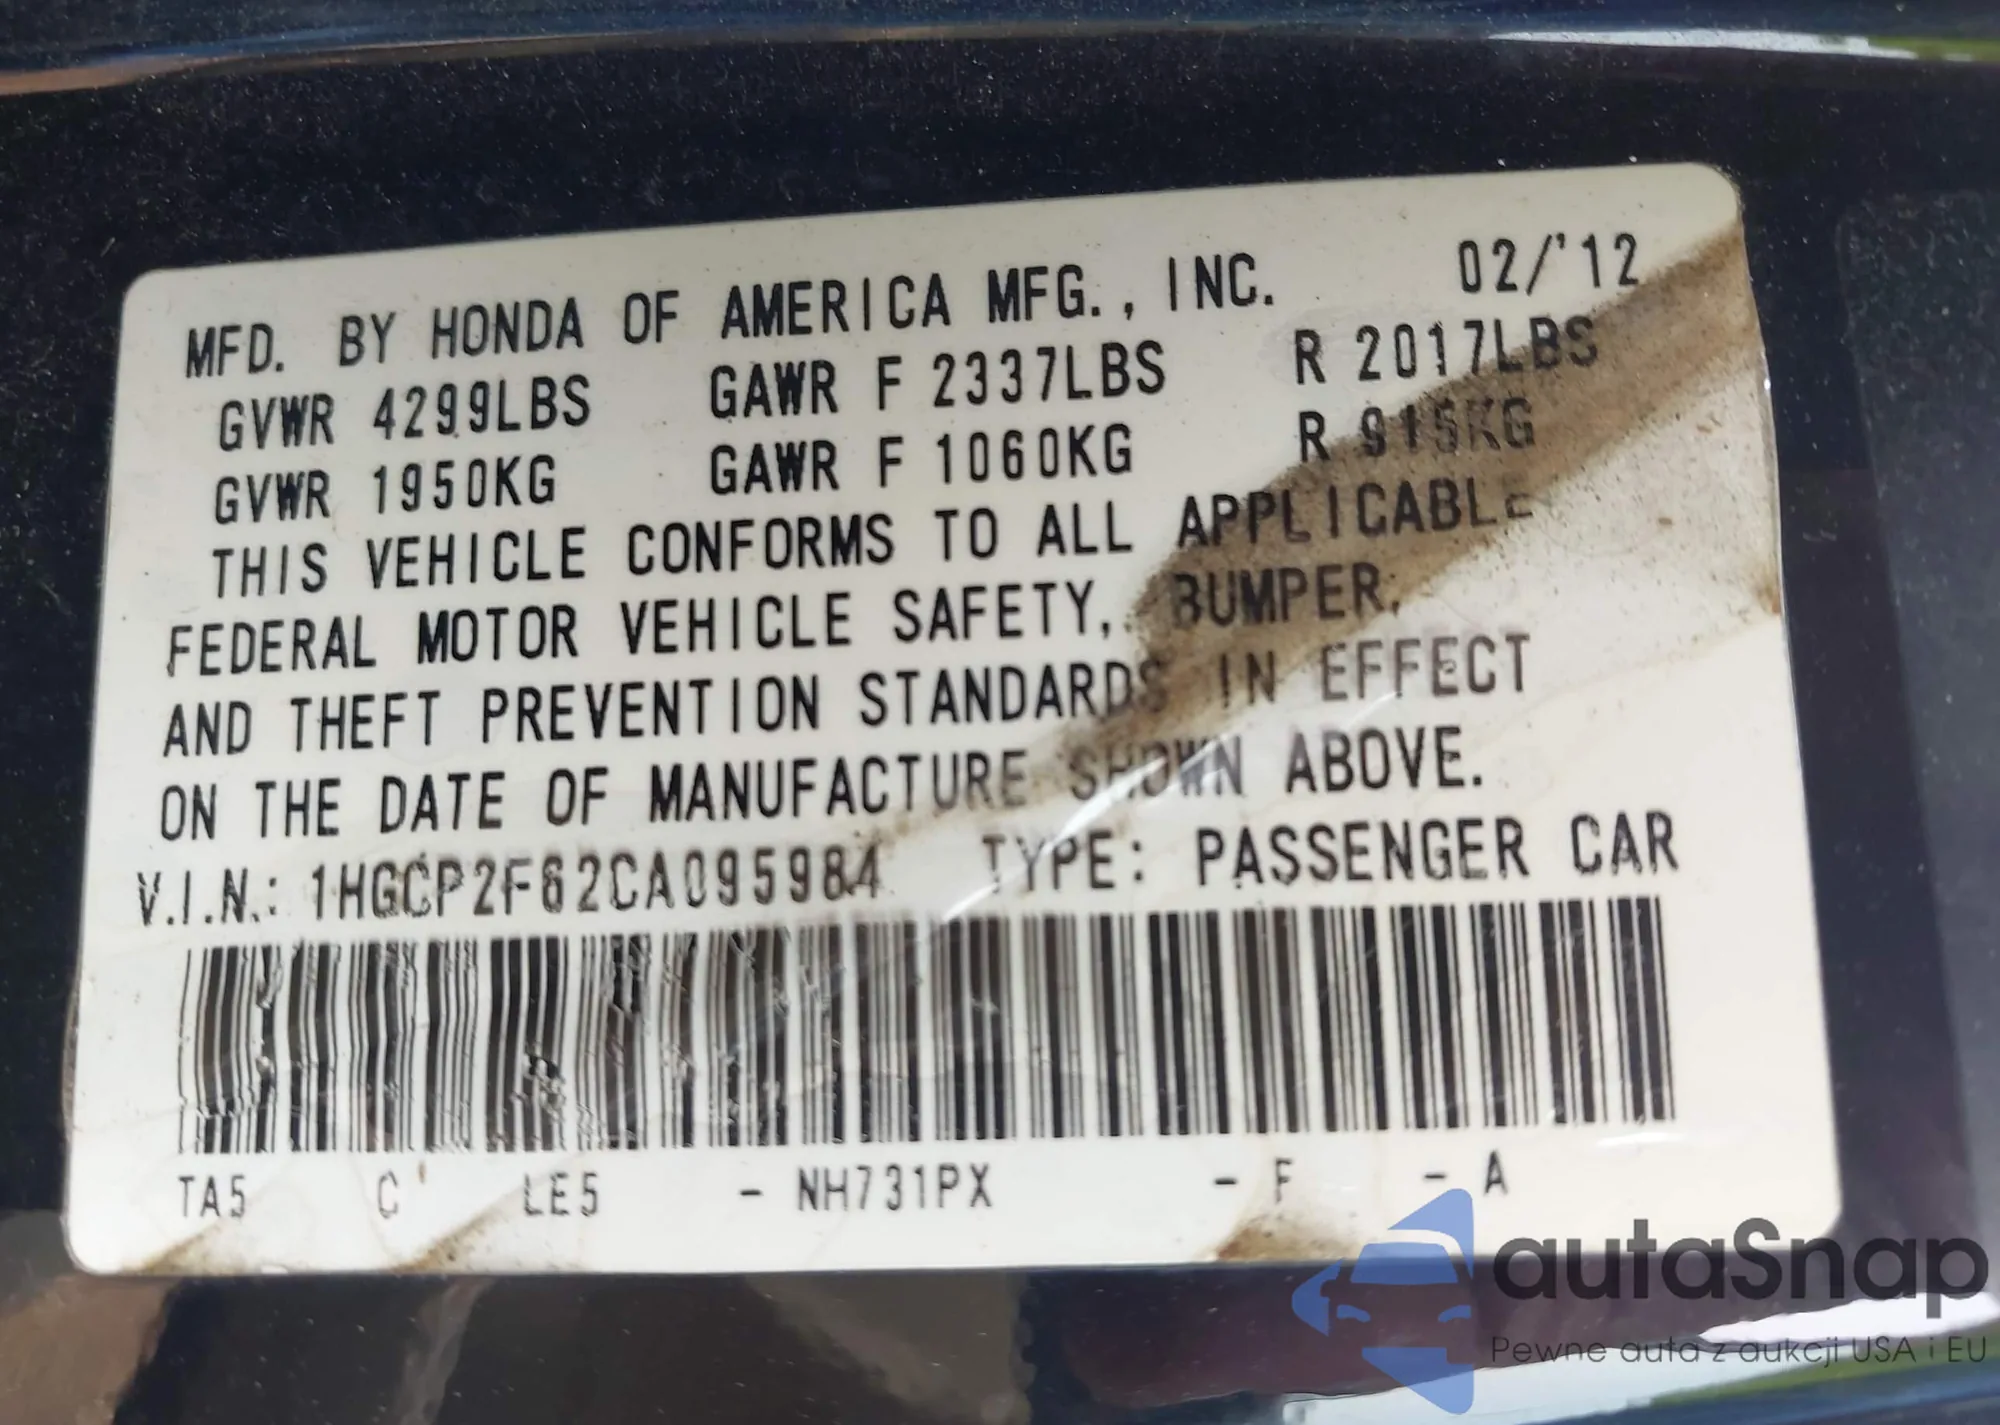 MFD. BY HONDA OF AMERICA MFG., INC. 02/'12
GVWR 4299LBS GAWR F 2337LBS R 2017LBS
GVWR 1950KG GAWR F 1060KG R 915KG
THIS VEHICLE CONFORMS TO ALL APPLICABLE
FEDERAL MOTOR VEHICLE SAFETY, BUMPER,
AND THEFT PREVENTION STANDARDS IN EFFECT
ON THE DATE OF MANUFACTURE SHOWN ABOVE.
V.I.N.: 1HGCP2F62CA095984 TYPE: PASSENGER CAR
TA5 C LE5 - NH731PX - F - A
autaSnap
Pewne auta z aukcji USA i EU